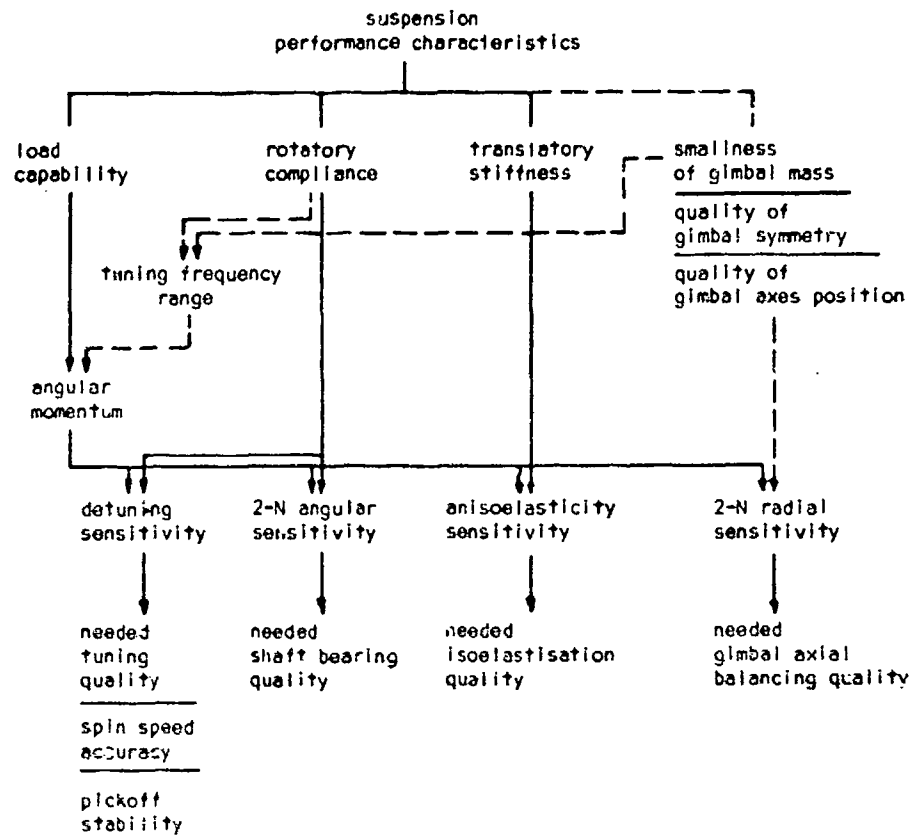 suspension
performance characteristics
load
capability
rotatory
compliance
translatory
stiffness
smallness
of gimbal mass
quality of
gimbal symmetry
quality of
gimbal axes position
tuning frequency
range
angular
momentum
detuning
sensitivity
2-N angular
sensitivity
anisoelasticity
sensitivity
2-N radial
sensitivity
needed
tuning
quality
spin speed
accuracy
pickoff
stability
needed
shaft bearing
quality
needed
isoelastisation
quality
needed
gimbal axial
balancing quality